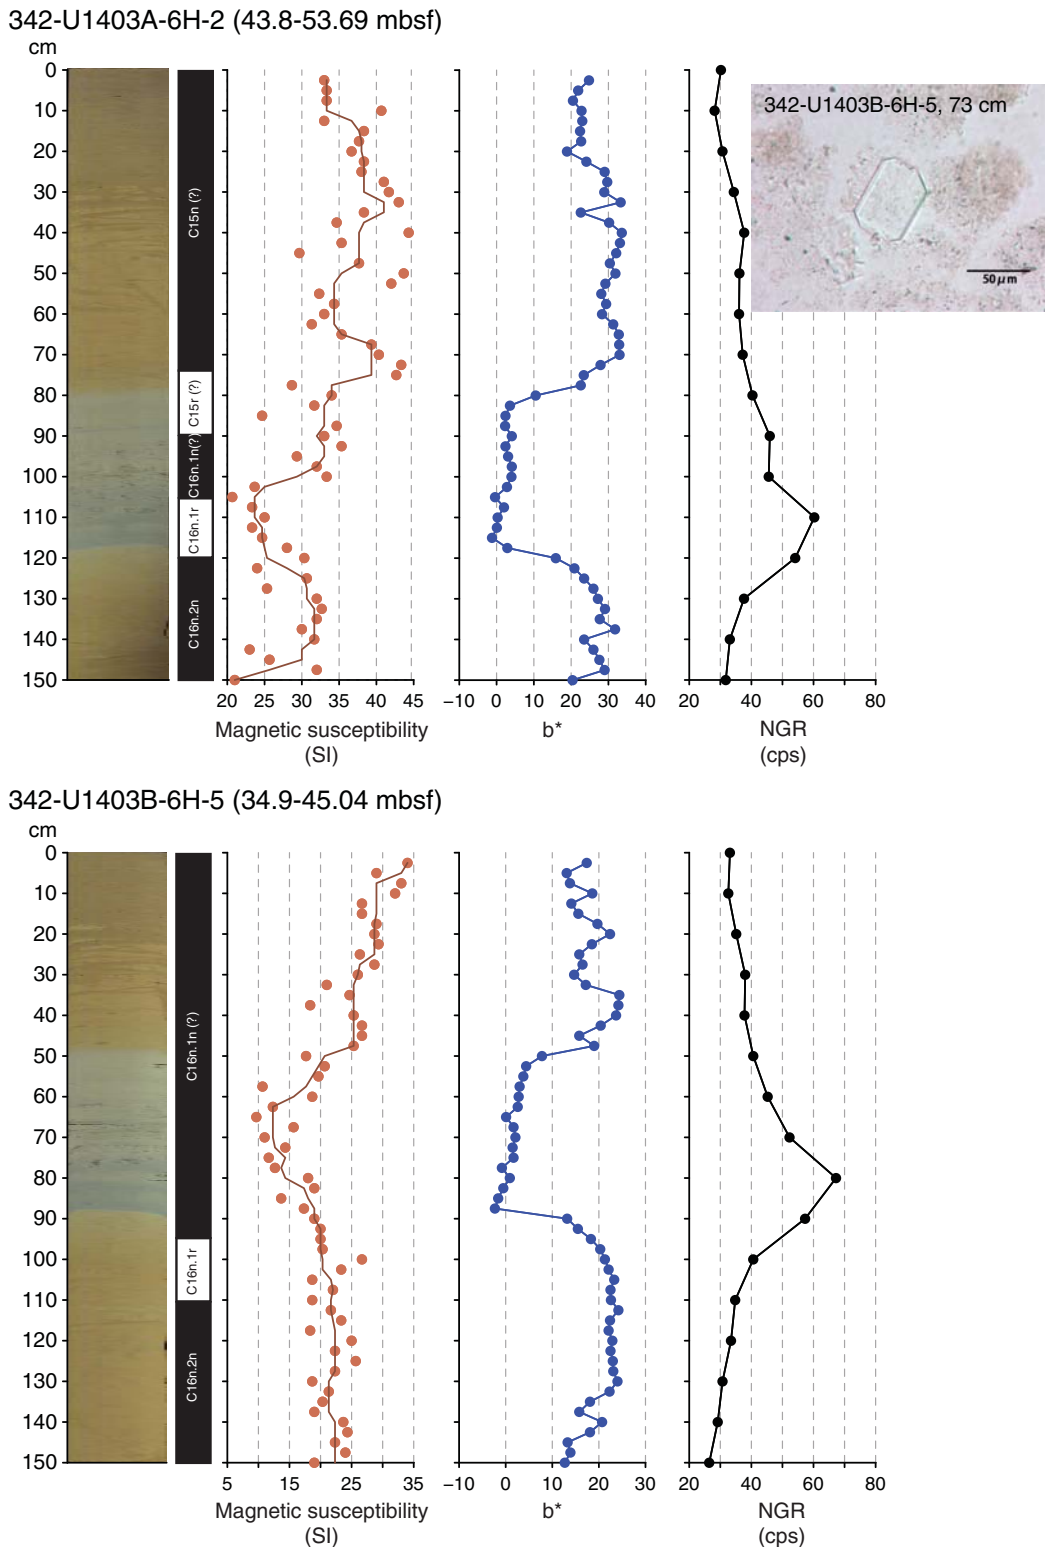 342-U1403A-6H-2 (43.8-53.69 mbsf)
cm
0
10
20
30
40
50
60
70
80
90
100
110
120
130
140
150
C15n (?)
C15r (?)
C16n.1n(?)
C16n.1r
C16n.2n
20 25 30 35 40 45
Magnetic susceptibility
(SI)
−10 0 10 20 30 40
b*
20 40 60 80
NGR
(cps)
342-U1403B-6H-5, 73 cm
50 µm
342-U1403B-6H-5 (34.9-45.04 mbsf)
cm
0
10
20
30
40
50
60
70
80
90
100
110
120
130
140
150
C16n.1n (?)
C16n.1r
C16n.2n
5 15 25 35
Magnetic susceptibility
(SI)
−10 0 10 20 30
b*
20 40 60 80
NGR
(cps)